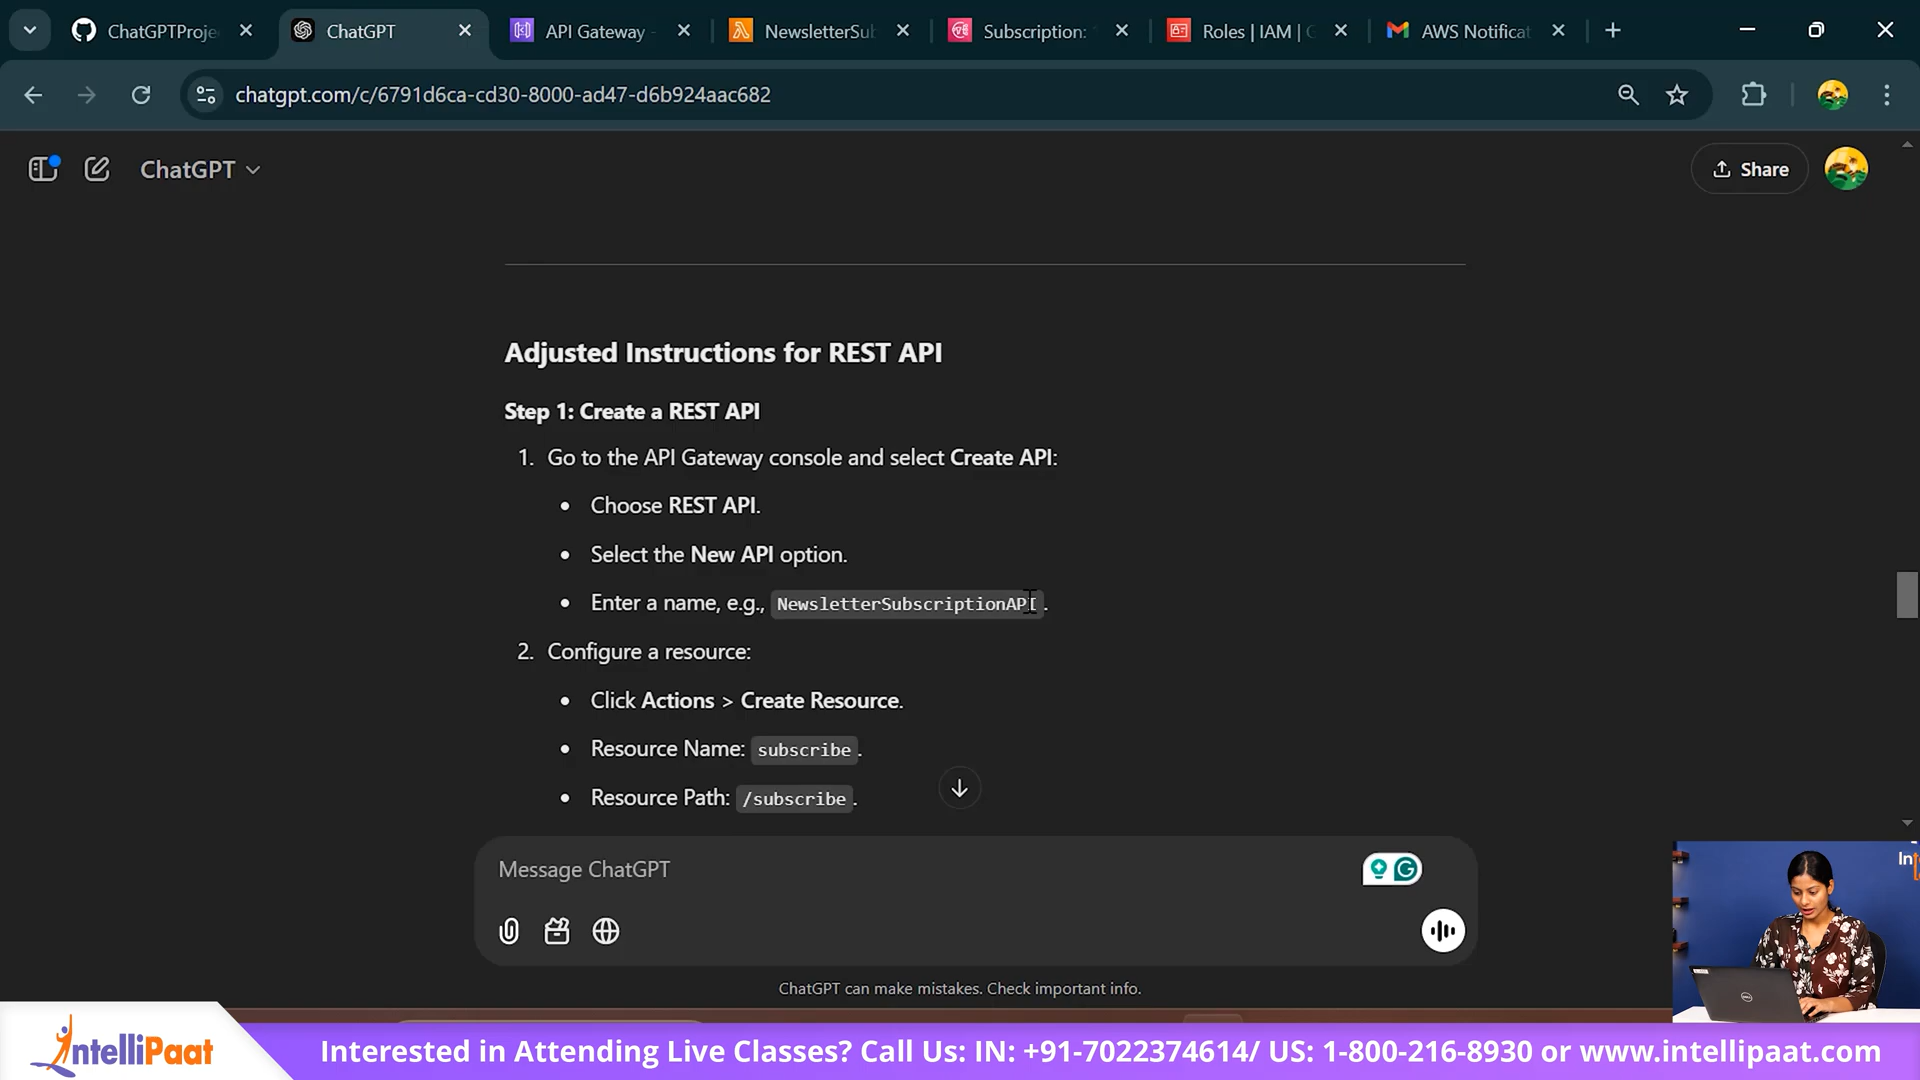 ChatGPTProje
ChatGPT
API Gateway -
NewsletterSub
Subscription:
Roles | IAM | G
AWS Notificat
chatgpt.com/c/6791d6ca-cd30-8000-ad47-d6b924aac682
ChatGPT
Share
Adjusted Instructions for REST API
Step 1: Create a REST API
1. Go to the API Gateway console and select Create API:
• Choose REST API.
• Select the New API option.
• Enter a name, e.g., NewsletterSubscriptionAPI.
2. Configure a resource:
• Click Actions > Create Resource.
• Resource Name: subscribe.
• Resource Path: /subscribe.
Message ChatGPT
ChatGPT can make mistakes. Check important info.
In
IntelliPaat
Interested in Attending Live Classes? Call Us: IN: +91-7022374614/ US: 1-800-216-8930 or www.intellipaat.com